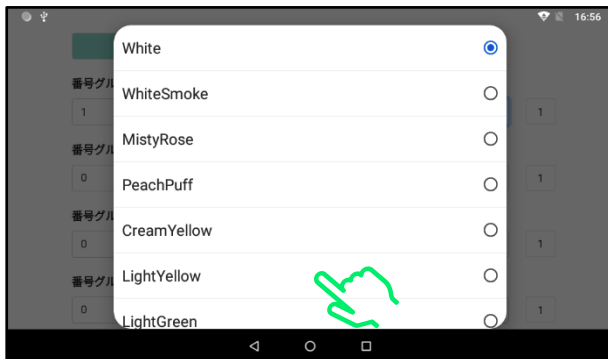 16:56
White
WhiteSmoke
MistyRose
PeachPuff
CreamYellow
LightYellow
LightGreen
番号グル
1
1
番号グル
0
1
番号グル
0
1
番号グル
0
1